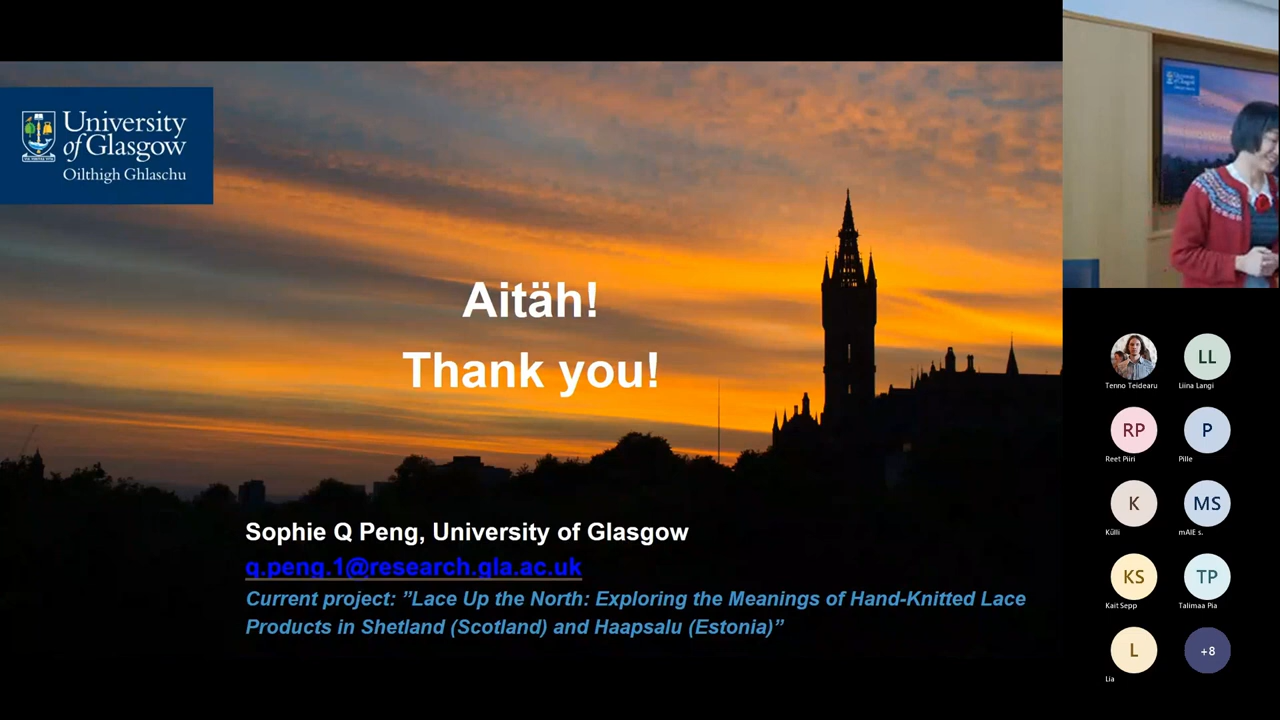 University
of Glasgow
Oilthigh Ghlaschu
Aitäh!
Thank you!
Sophie Q Peng, University of Glasgow
q.peng.1@research.gla.ac.uk
Current project: ”Lace Up the North: Exploring the Meanings of Hand-Knitted Lace
Products in Shetland (Scotland) and Haapsalu (Estonia)”
Tenno Teidearu
LL
Liina Langi
RP
Reet Piiri
P
Pille
K
Külli
MS
mAIE s.
KS
Kait Sepp
TP
Talimaa Pia
L
Lia
+8